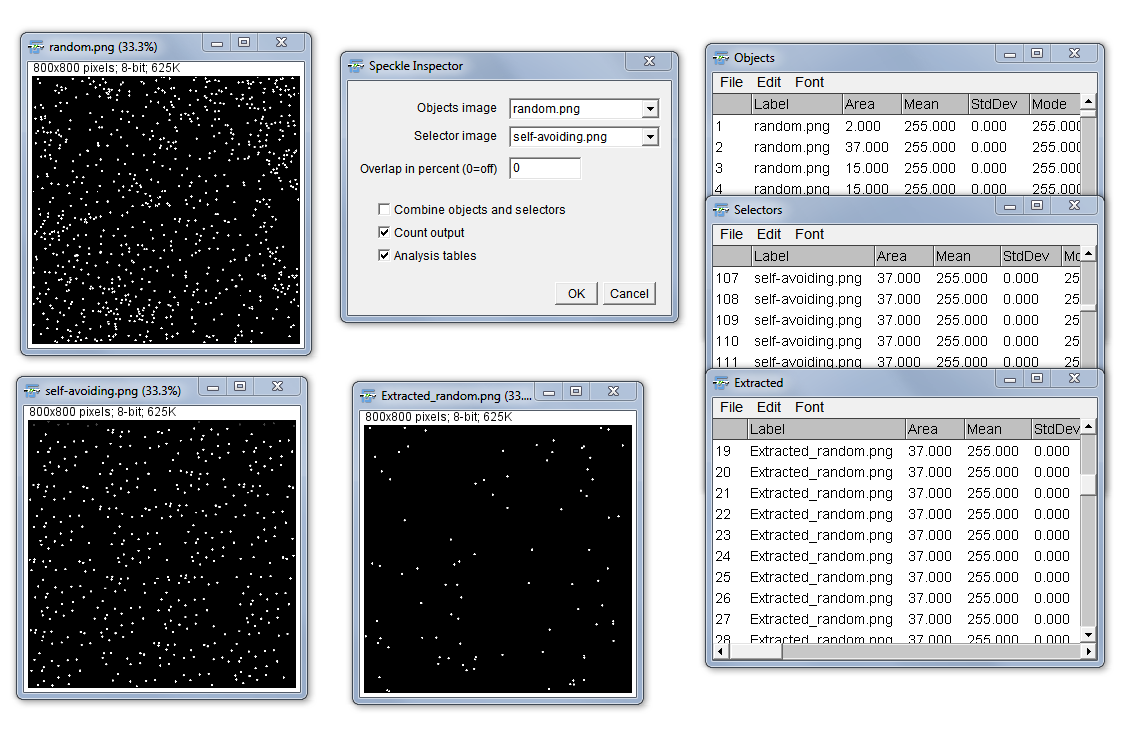 random.png (33.3%)
800x800 pixels; 8-bit; 625K
Speckle Inspector
Objects image random.png
Selector image self-avoiding.png
Overlap in percent (0=off) 0
Combine objects and selectors
Count output
Analysis tables
OK Cancel
Objects
File Edit Font
Label Area Mean StdDev Mode
1 random.png 2.000 255.000 0.000 255.000
2 random.png 37.000 255.000 0.000 255.000
3 random.png 15.000 255.000 0.000 255.000
4 random.png 15.000 255.000 0.000 255.000
Selectors
File Edit Font
Label Area Mean StdDev Mo
107 self-avoiding.png 37.000 255.000 0.000 25
108 self-avoiding.png 37.000 255.000 0.000 25
109 self-avoiding.png 37.000 255.000 0.000 25
110 self-avoiding.png 37.000 255.000 0.000 25
111 self-avoiding.png 37.000 255.000 0.000 25
self-avoiding.png (33.3%)
800x800 pixels; 8-bit; 625K
Extracted_random.png (33....
800x800 pixels; 8-bit; 625K
Extracted
File Edit Font
Label Area Mean StdDev
19 Extracted_random.png 37.000 255.000 0.000
20 Extracted_random.png 37.000 255.000 0.000
21 Extracted_random.png 37.000 255.000 0.000
22 Extracted_random.png 37.000 255.000 0.000
23 Extracted_random.png 37.000 255.000 0.000
24 Extracted_random.png 37.000 255.000 0.000
25 Extracted_random.png 37.000 255.000 0.000
26 Extracted_random.png 37.000 255.000 0.000
27 Extracted_random.png 37.000 255.000 0.000
28 Extracted_random.png 37.000 255.000 0.000